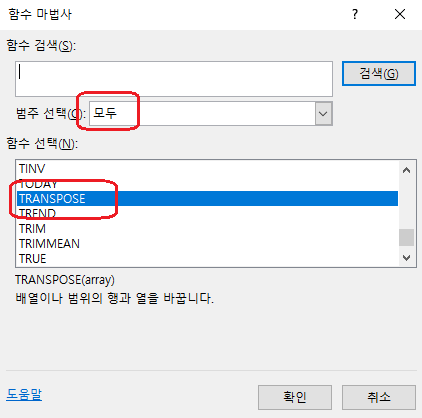 함수 마법사
함수 검색(S):
검색(G)
범주 선택(C): 모두
함수 선택(N):
TINV
TODAY
TRANSPOSE
TREND
TRIM
TRIMMEAN
TRUE
TRANSPOSE(array)
배열이나 범위의 행과 열을 바꿉니다.
도움말
확인
취소